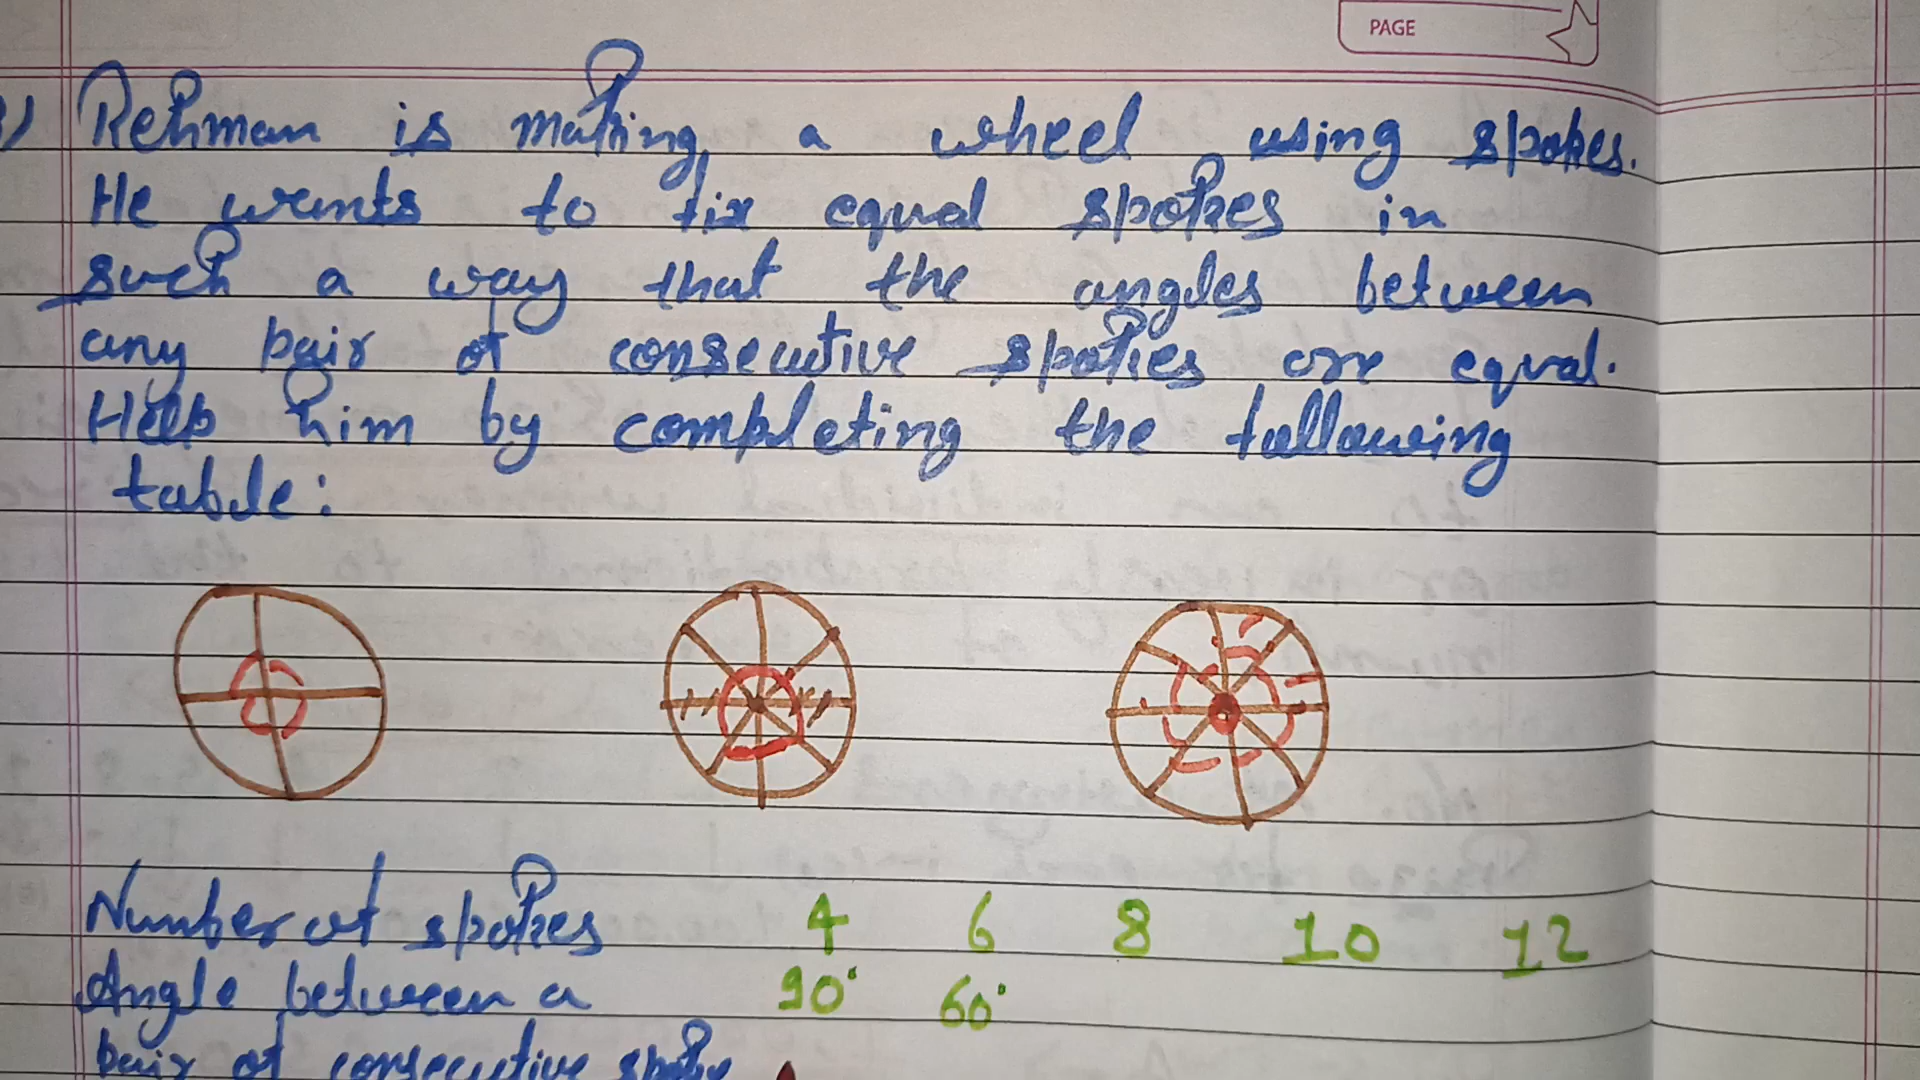 PAGE
) Rehman is making a wheel using spokes.
He wants to fix equal spokes in
such a way that the angles between
any pair of consecutive spokes are equal.
Help him by completing the following
table:
Number of spokes 4 6 8 10 12
Angle between a 90° 60°
pair of consecutive spokes